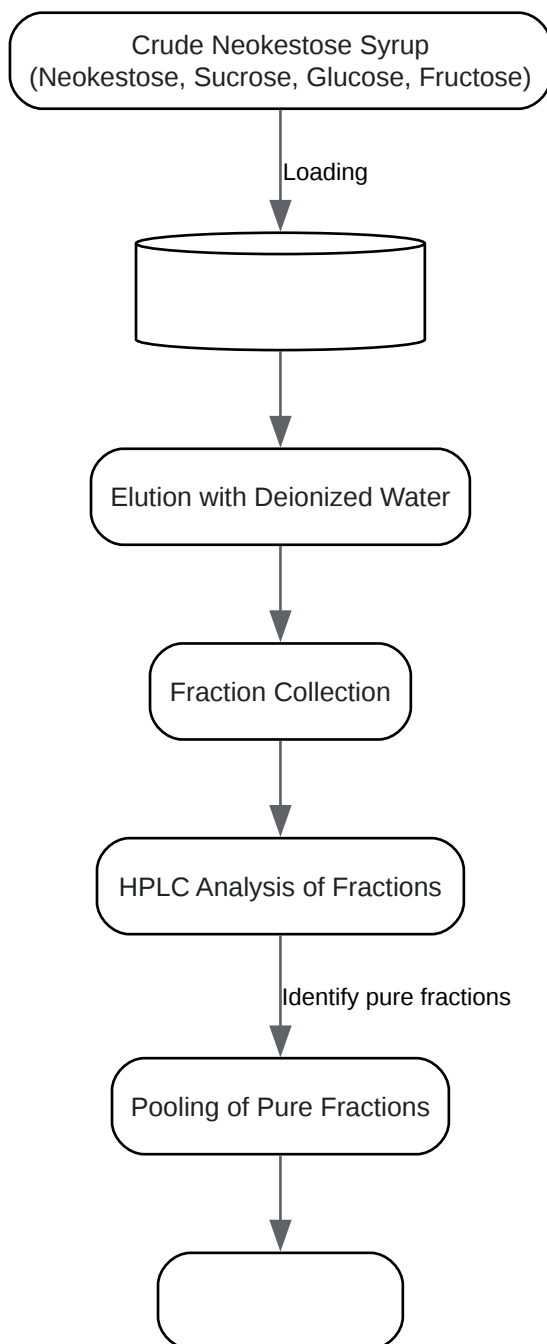 Crude Neokestose Syrup
(Neokestose, Sucrose, Glucose, Fructose)
Loading
Elution with Deionized Water
Fraction Collection
HPLC Analysis of Fractions
Identify pure fractions
Pooling of Pure Fractions